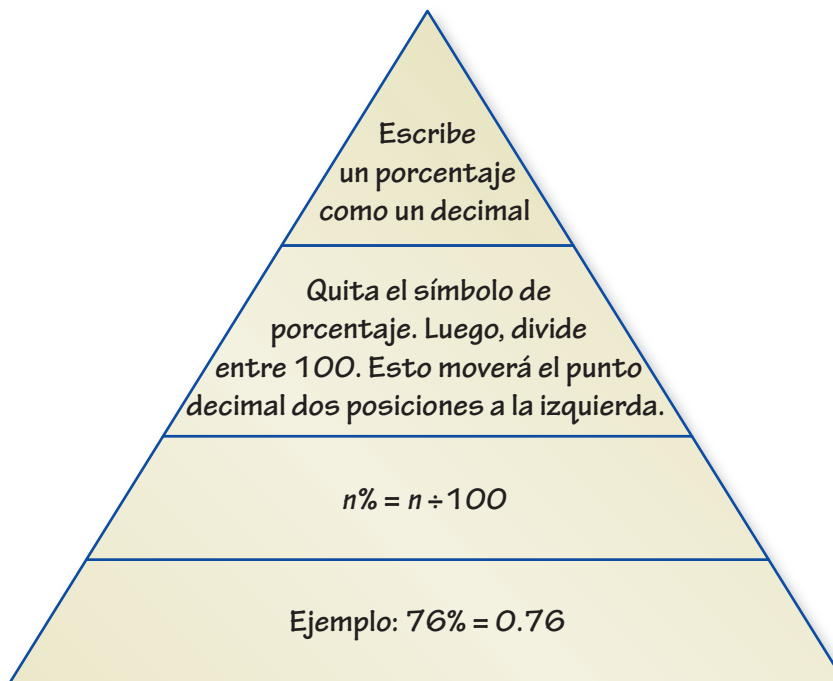 Escribe
un porcentaje
como un decimal
Quita el símbolo de
porcentaje. Luego, divide
entre 100. Esto moverá el punto
decimal dos posiciones a la izquierda.
n% = n ÷ 100
Ejemplo: 76% = 0.76